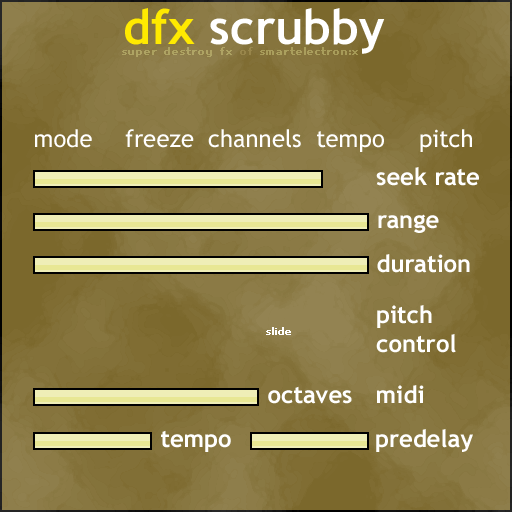 dfx scrubby
super destroy fx of smartelectron:x
mode freeze channels tempo pitch
seek rate
range
duration
slide
pitch
control
octaves midi
tempo predelay